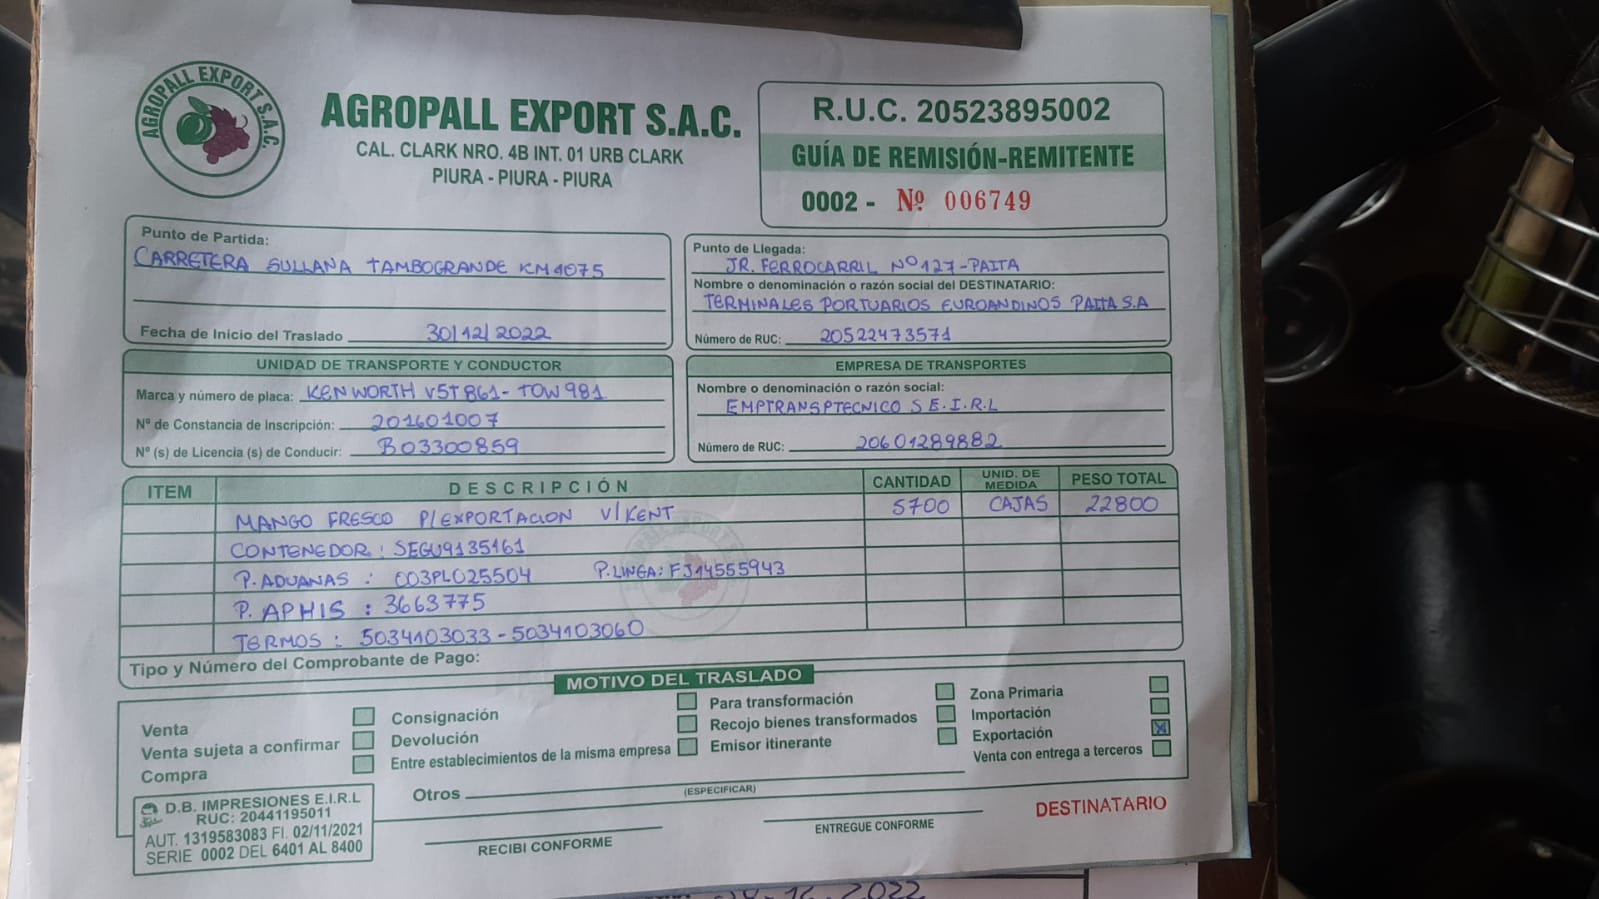 AGROPALL EXPORT S.A.C.
AGROPALL EXPORT S.A.C.
CAL. CLARK NRO. 4B INT. 01 URB CLARK
PIURA - PIURA - PIURA
R.U.C. 20523895002
GUÍA DE REMISIÓN-REMITENTE
0002 - Nº 006749
Punto de Partida:
CARRETERA SULLANA TAMBOGRANDE KM 1075
Fecha de Inicio del Traslado 30/12/2022
Punto de Llegada:
JR. FERROCARRIL Nº 127-PAITA
Nombre o denominación o razón social del DESTINATARIO:
TERMINALES PORTUARIOS EUROANDINOS PAITA S.A
Número de RUC: 20522473571
UNIDAD DE TRANSPORTE Y CONDUCTOR
Marca y número de placa: KENWORTH V5T861- TOW981
Nº de Constancia de Inscripción: 201601007
Nº (s) de Licencia (s) de Conducir: B03300859
EMPRESA DE TRANSPORTES
Nombre o denominación o razón social:
EMPTRANSPTECNICO S E.I.R.L
Número de RUC: 20601289882
ITEM DESCRIPCIÓN CANTIDAD UNID. DE MEDIDA PESO TOTAL
MANGO FRESCO P/EXPORTACION V/KENT 5700 CAJAS 22800
CONTENEDOR: SEGU9135161
P. ADUANAS : 003PL025504 P. LINEA: FJ14555943
P. APHIS : 3663775
TERMOS : 5034103033-5034103060
Tipo y Número del Comprobante de Pago:
MOTIVO DEL TRASLADO
Venta
Venta sujeta a confirmar
Compra
Consignación
Devolución
Entre establecimientos de la misma empresa
Para transformación
Recojo bienes transformados
Emisor itinerante
Zona Primaria
Importación
Exportación X
Venta con entrega a terceros
Otros
(ESPECIFICAR)
D.B. IMPRESIONES E.I.R.L
RUC: 20441195011
AUT. 1319583083 FI. 02/11/2021
SERIE 0002 DEL 6401 AL 8400
RECIBI CONFORME
ENTREGUE CONFORME
DESTINATARIO